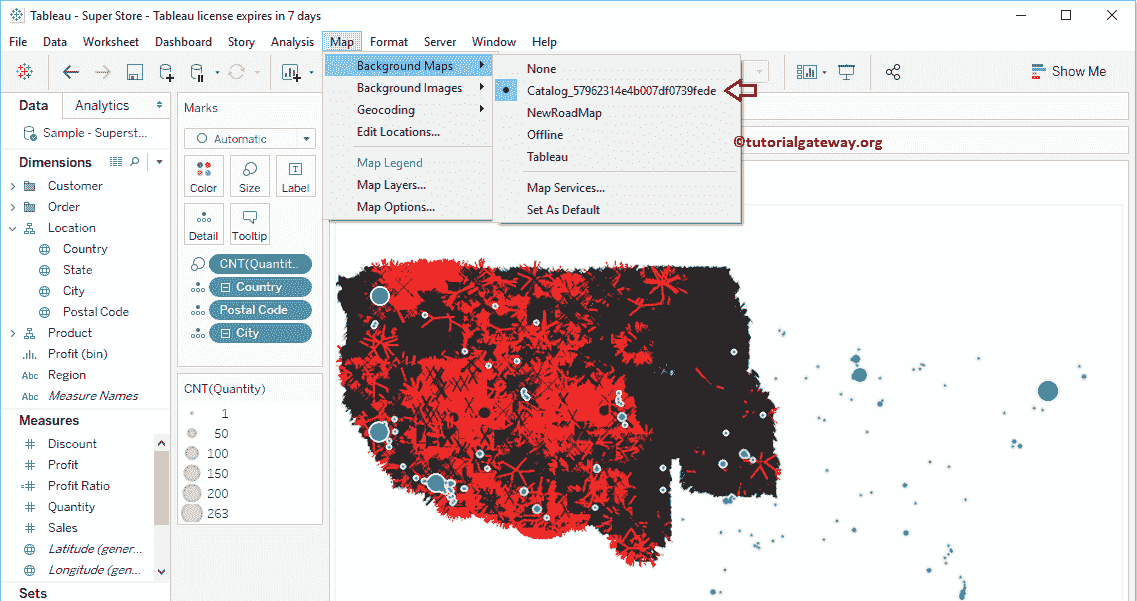 Tableau - Super Store - Tableau license expires in 7 days
File Data Worksheet Dashboard Story Analysis Map Format Server Window Help
Show Me
Background Maps
Background Images
Geocoding
Edit Locations...
Map Legend
Map Layers...
Map Options...
None
Catalog_57962314e4b007df0739fede
NewRoadMap
Offline
Tableau
Map Services...
Set As Default
©tutorialgateway.org
Data Analytics
Sample - Superst...
Dimensions
Customer
Order
Location
Country
State
City
Postal Code
Product
Profit (bin)
Abc Region
Abc Measure Names
Measures
Discount
Profit
Profit Ratio
Quantity
Sales
Latitude (gener...
Longitude (gen...
Sets
Marks
Automatic
Color Size Label
Detail Tooltip
CNT(Quantit..
Country
Postal Code
City
CNT(Quantity)
1
50
100
150
200
263